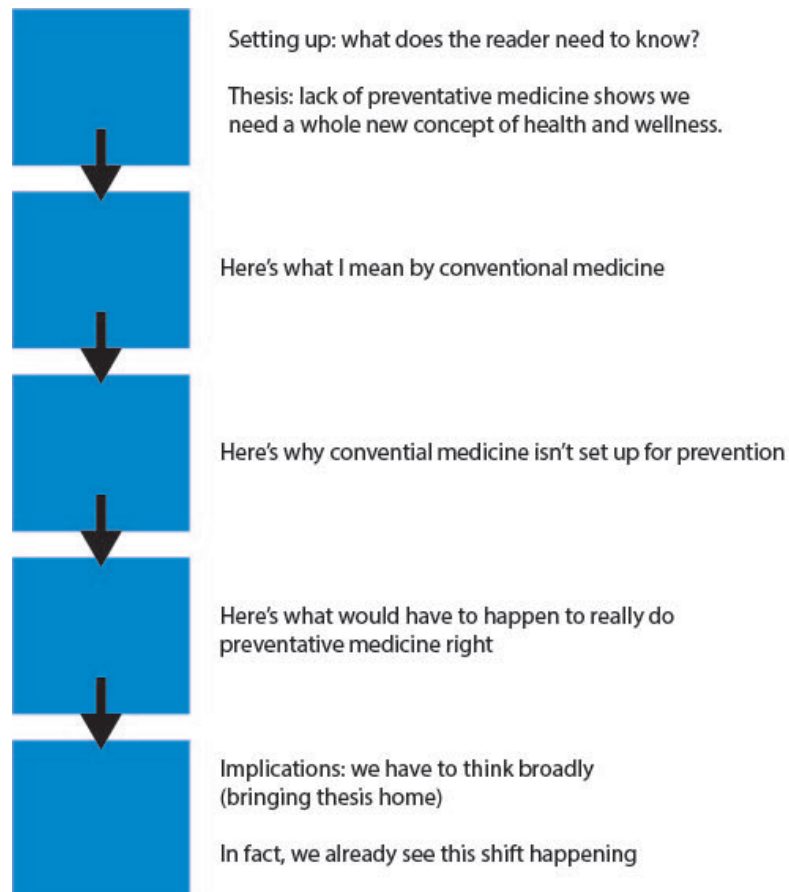 Setting up: what does the reader need to know?
Thesis: lack of preventative medicine shows we
need a whole new concept of health and wellness.
Here's what I mean by conventional medicine
Here's why convential medicine isn't set up for prevention
Here's what would have to happen to really do
preventative medicine right
Implications: we have to think broadly
(bringing thesis home)
In fact, we already see this shift happening